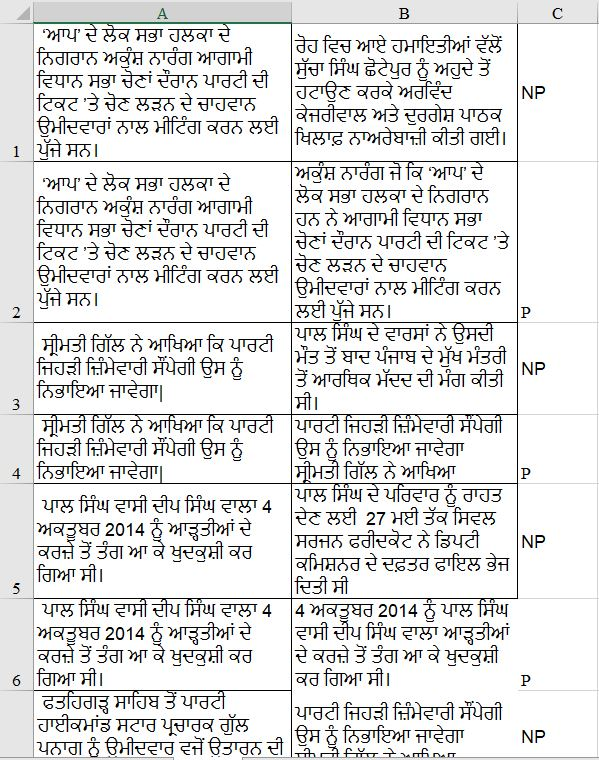 A B C
‘ਆਪ’ ਦੇ ਲੋਕ ਸਭਾ ਹਲਕਾ ਦੇ
ਨਿਗਰਾਨ ਅਕੁੰਸ਼ ਨਾਰੰਗ ਆਗਾਮੀ
ਵਿਧਾਨ ਸਭਾ ਚੋਣਾਂ ਦੌਰਾਨ ਪਾਰਟੀ ਦੀ
ਟਿਕਟ ’ਤੇ ਚੋਣ ਲੜਨ ਦੇ ਚਾਹਵਾਨ
ਉਮੀਦਵਾਰਾਂ ਨਾਲ ਮੀਟਿੰਗ ਕਰਨ ਲਈ
ਪੁੱਜੇ ਸਨ।
ਰੋਹ ਵਿਚ ਆਏ ਹਮਾਇਤੀਆਂ ਵੱਲੋਂ
ਸੁੱਚਾ ਸਿੰਘ ਛੋਟੇਪੁਰ ਨੂੰ ਅਹੁਦੇ ਤੋਂ
ਹਟਾਉਣ ਕਰਕੇ ਅਰਵਿੰਦ
ਕੇਜਰੀਵਾਲ ਅਤੇ ਦੁਰਗੇਸ਼ ਪਾਠਕ
ਖਿਲਾਫ਼ ਨਾਅਰੇਬਾਜ਼ੀ ਕੀਤੀ ਗਈ।
NP
1
‘ਆਪ’ ਦੇ ਲੋਕ ਸਭਾ ਹਲਕਾ ਦੇ
ਨਿਗਰਾਨ ਅਕੁੰਸ਼ ਨਾਰੰਗ ਆਗਾਮੀ
ਵਿਧਾਨ ਸਭਾ ਚੋਣਾਂ ਦੌਰਾਨ ਪਾਰਟੀ ਦੀ
ਟਿਕਟ ’ਤੇ ਚੋਣ ਲੜਨ ਦੇ ਚਾਹਵਾਨ
ਉਮੀਦਵਾਰਾਂ ਨਾਲ ਮੀਟਿੰਗ ਕਰਨ ਲਈ
ਪੁੱਜੇ ਸਨ।
ਅਕੁੰਸ਼ ਨਾਰੰਗ ਜੋ ਕਿ ‘ਆਪ’ ਦੇ
ਲੋਕ ਸਭਾ ਹਲਕਾ ਦੇ ਨਿਗਰਾਨ
ਹਨ ਨੇ ਆਗਾਮੀ ਵਿਧਾਨ ਸਭਾ
ਚੋਣਾਂ ਦੌਰਾਨ ਪਾਰਟੀ ਦੀ ਟਿਕਟ ’ਤੇ
ਚੋਣ ਲੜਨ ਦੇ ਚਾਹਵਾਨ
ਉਮੀਦਵਾਰਾਂ ਨਾਲ ਮੀਟਿੰਗ ਕਰਨ
ਲਈ ਪੁੱਜੇ ਸਨ।
P
2
ਸ੍ਰੀਮਤੀ ਗਿੱਲ ਨੇ ਆਖਿਆ ਕਿ ਪਾਰਟੀ
ਜਿਹੜੀ ਜ਼ਿੰਮੇਵਾਰੀ ਸੌਂਪੇਗੀ ਉਸ ਨੂੰ
ਨਿਭਾਇਆ ਜਾਵੇਗਾ|
ਪਾਲ ਸਿੰਘ ਦੇ ਵਾਰਸਾਂ ਨੇ ਉਸਦੀ
ਮੌਤ ਤੋਂ ਬਾਦ ਪੰਜਾਬ ਦੇ ਮੁੱਖ ਮੰਤਰੀ
ਤੋਂ ਆਰਥਿਕ ਮੱਦਦ ਦੀ ਮੰਗ ਕੀਤੀ
ਸੀ।
NP
3
ਸ੍ਰੀਮਤੀ ਗਿੱਲ ਨੇ ਆਖਿਆ ਕਿ ਪਾਰਟੀ
ਜਿਹੜੀ ਜ਼ਿੰਮੇਵਾਰੀ ਸੌਂਪੇਗੀ ਉਸ ਨੂੰ
ਨਿਭਾਇਆ ਜਾਵੇਗਾ|
ਪਾਰਟੀ ਜਿਹੜੀ ਜ਼ਿੰਮੇਵਾਰੀ ਸੌਂਪੇਗੀ
ਉਸ ਨੂੰ ਨਿਭਾਇਆ ਜਾਵੇਗਾ
ਸ੍ਰੀਮਤੀ ਗਿੱਲ ਨੇ ਆਖਿਆ
P
4
ਪਾਲ ਸਿੰਘ ਵਾਸੀ ਦੀਪ ਸਿੰਘ ਵਾਲਾ 4
ਅਕਤੂਬਰ 2014 ਨੂੰ ਆੜ੍ਹਤੀਆਂ ਦੇ
ਕਰਜ਼ੇ ਤੋਂ ਤੰਗ ਆ ਕੇ ਖੁਦਕੁਸ਼ੀ ਕਰ
ਗਿਆ ਸੀ।
ਪਾਲ ਸਿੰਘ ਦੇ ਪਰਿਵਾਰ ਨੂੰ ਰਾਹਤ
ਦੇਣ ਲਈ 27 ਮਈ ਤੱਕ ਸਿਵਲ
ਸਰਜਨ ਫਰੀਦਕੋਟ ਨੇ ਡਿਪਟੀ
ਕਮਿਸ਼ਨਰ ਦੇ ਦਫ਼ਤਰ ਫਾਇਲ ਭੇਜ
ਦਿਤੀ ਸੀ
NP
5
ਪਾਲ ਸਿੰਘ ਵਾਸੀ ਦੀਪ ਸਿੰਘ ਵਾਲਾ 4
ਅਕਤੂਬਰ 2014 ਨੂੰ ਆੜ੍ਹਤੀਆਂ ਦੇ
ਕਰਜ਼ੇ ਤੋਂ ਤੰਗ ਆ ਕੇ ਖੁਦਕੁਸ਼ੀ ਕਰ
ਗਿਆ ਸੀ।
4 ਅਕਤੂਬਰ 2014 ਨੂੰ ਪਾਲ ਸਿੰਘ
ਵਾਸੀ ਦੀਪ ਸਿੰਘ ਵਾਲਾ ਆੜ੍ਹਤੀਆਂ
ਦੇ ਕਰਜ਼ੇ ਤੋਂ ਤੰਗ ਆ ਕੇ ਖੁਦਕੁਸ਼ੀ
ਕਰ ਗਿਆ ਸੀ।
P
6
ਫਤਹਿਗੜ੍ਹ ਸਾਹਿਬ ਤੋਂ ਪਾਰਟੀ
ਹਾਈਕਮਾਂਡ ਸਟਾਰ ਪ੍ਰਚਾਰਕ ਗੁੱਲ
ਪਨਾਗ ਨੂੰ ਉਮੀਦਵਾਰ ਵਜੋਂ ਉਤਾਰਨ ਦੀ
ਪਾਰਟੀ ਜਿਹੜੀ ਜ਼ਿੰਮੇਵਾਰੀ ਸੌਂਪੇਗੀ
ਉਸ ਨੂੰ ਨਿਭਾਇਆ ਜਾਵੇਗਾ
NP